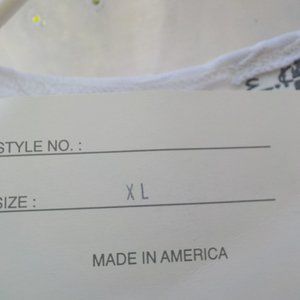 STYLE NO. :
SIZE : XL
MADE IN AMERICA